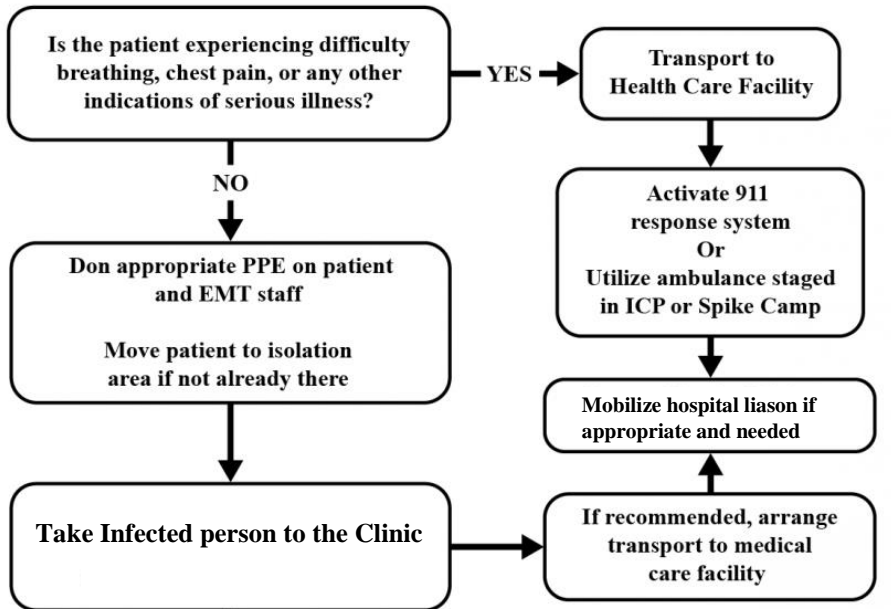 Is the patient experiencing difficulty
breathing, chest pain, or any other
indications of serious illness?
YES
Transport to
Health Care Facility
NO
Activate 911
response system
Or
Utilize ambulance staged
in ICP or Spike Camp
Don appropriate PPE on patient
and EMT staff
Move patient to isolation
area if not already there
Mobilize hospital liason if
appropriate and needed
Take Infected person to the Clinic
If recommended, arrange
transport to medical
care facility